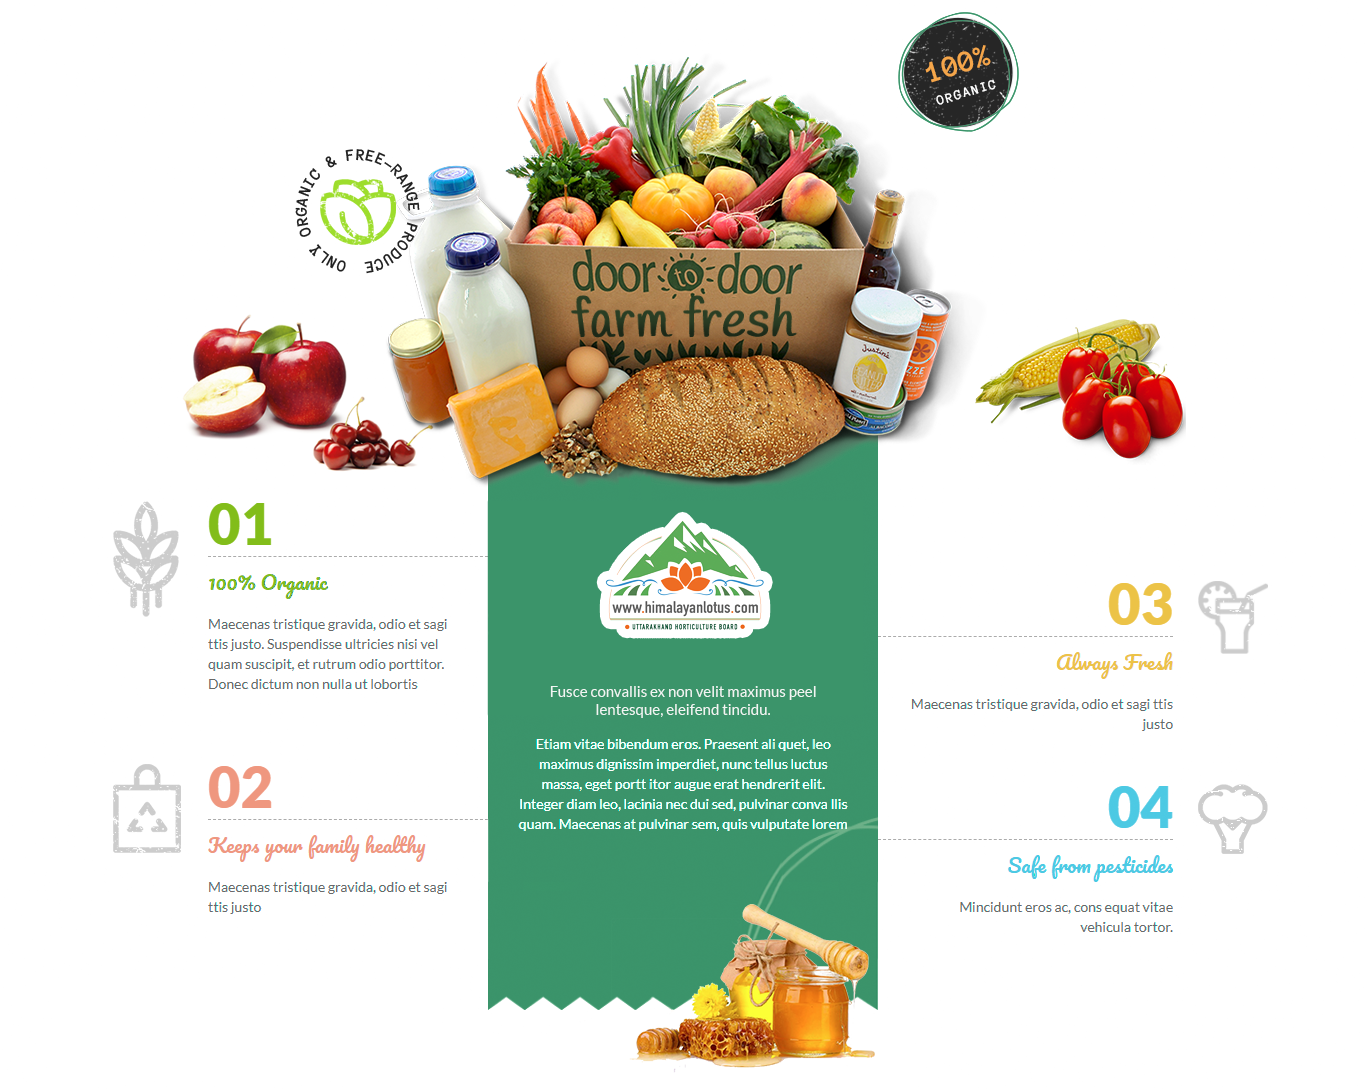 100%
ORGANIC
ONLY ORGANIC & FREE-RANGE PRODUCE
door to door
farm fresh
Justin's
01
100% Organic
Maecenas tristique gravida, odio et sagi
ttis justo. Suspendisse ultricies nisi vel
quam suscipit, et rutrum odio porttitor.
Donec dictum non nulla ut lobortis
02
Keeps your family healthy
Maecenas tristique gravida, odio et sagi
ttis justo
www.himalayanlotus.com
UTTARAKHAND HORTICULTURE BOARD
Fusce convallis ex non velit maximus peel
lentesque, eleifend tincidu.
Etiam vitae bibendum eros. Praesent ali quet, leo
maximus dignissim imperdiet, nunc tellus luctus
massa, eget portt itor augue erat hendrerit elit.
Integer diam leo, lacinia nec dui sed, pulvinar conva llis
quam. Maecenas at pulvinar sem, quis vulputate lorem
03
Always Fresh
Maecenas tristique gravida, odio et sagi ttis
justo
04
Safe from pesticides
Mincidunt eros ac, cons equat vitae
vehicula tortor.